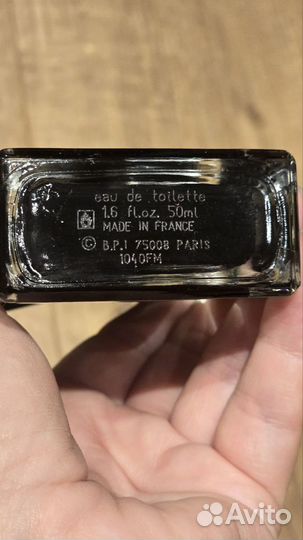 eau de toilette
1.6 fl.oz. 50ml
MADE IN FRANCE
© B.P.I 75008 PARIS
1040FM
Avito